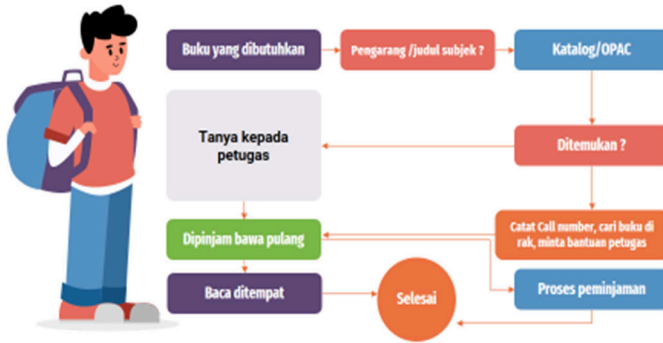 Buku yang dibutuhkan
Pengarang /judul subjek ?
Katalog/OPAC
Tanya kepada
petugas
Ditemukan ?
Catat Call number, cari buku di
rak, minta bantuan petugas
Dipinjam bawa pulang
Baca ditempat
Selesai
Proses peminjaman